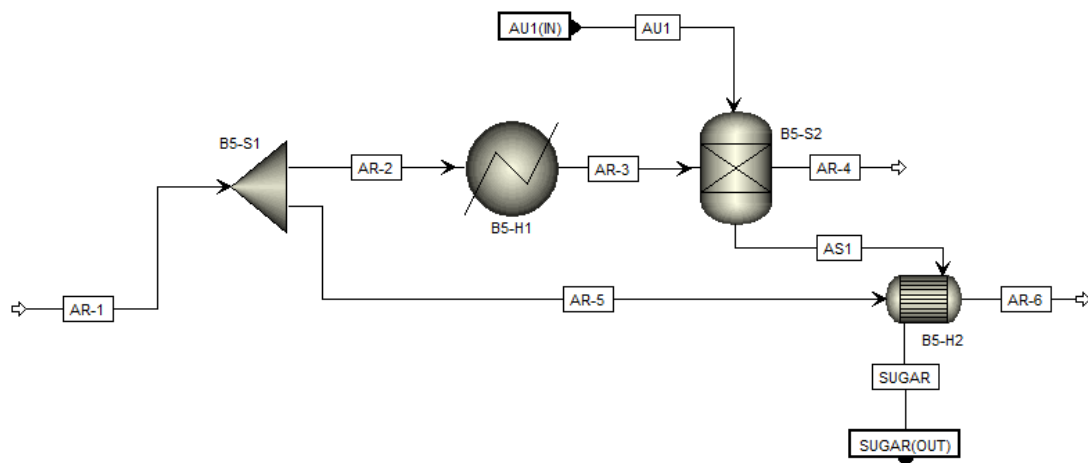 AU1(IN)
AU1
B5-S1
B5-S2
AR-2
AR-3
AR-4
B5-H1
AS1
AR-1
AR-5
AR-6
B5-H2
SUGAR
SUGAR(OUT)